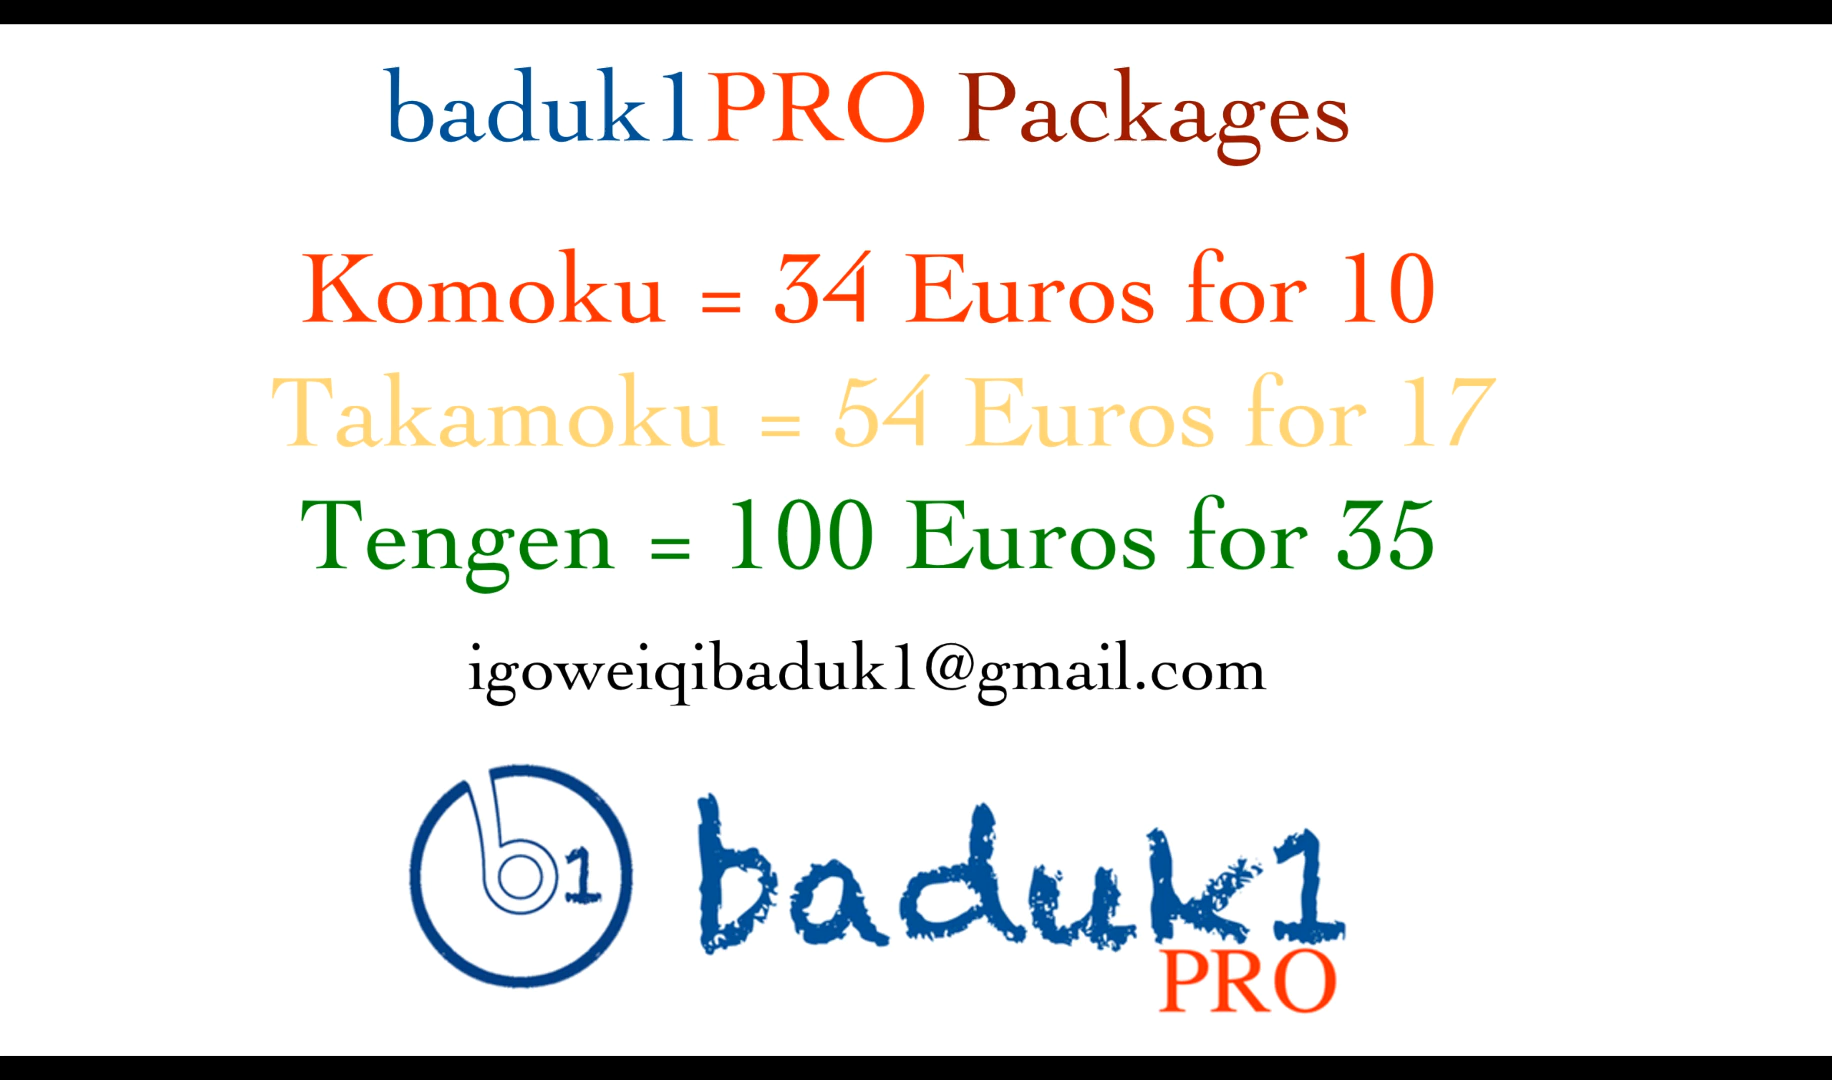 baduk1PRO Packages
Komoku = 34 Euros for 10
Takamoku = 54 Euros for 17
Tengen = 100 Euros for 35
igoweiqibaduk1@gmail.com
b1 baduk1
PRO